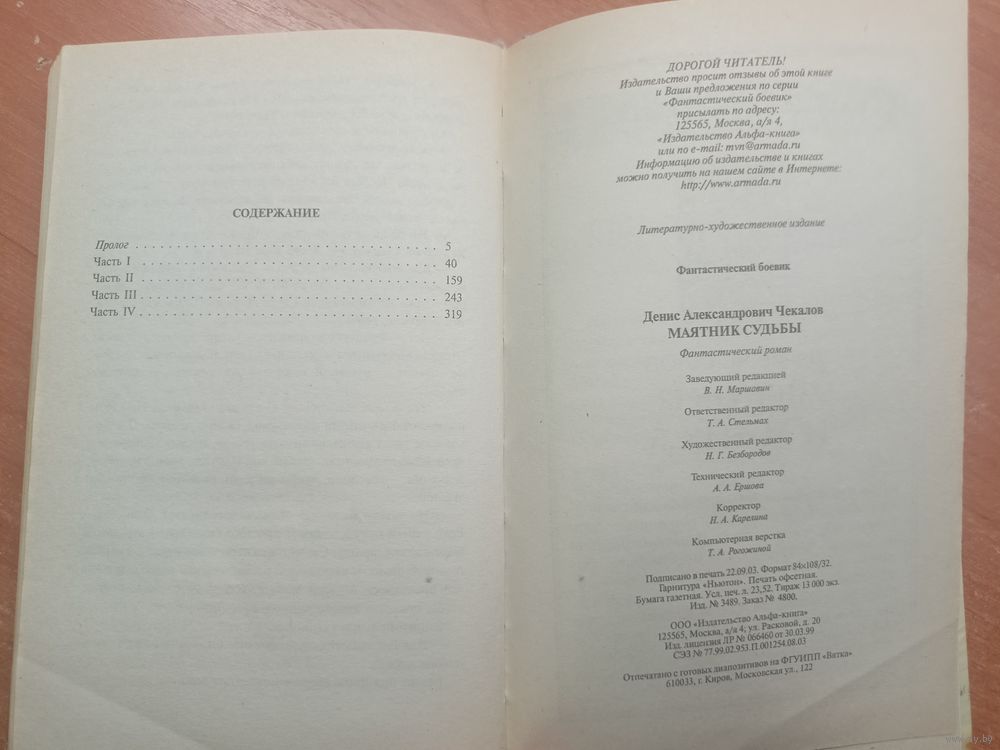 СОДЕРЖАНИЕ
Пролог . . . . . . . . . . . . . . . . . . . . . . . . . . . . . . . . . . . . . 5
Часть I . . . . . . . . . . . . . . . . . . . . . . . . . . . . . . . . . . . . 40
Часть II . . . . . . . . . . . . . . . . . . . . . . . . . . . . . . . . . . . . 159
Часть III . . . . . . . . . . . . . . . . . . . . . . . . . . . . . . . . . . . . 243
Часть IV . . . . . . . . . . . . . . . . . . . . . . . . . . . . . . . . . . . . 319
ДОРОГОЙ ЧИТАТЕЛЬ!
Издательство просит отзывы об этой книге
и Ваши предложения по серии
«Фантастический боевик»
присылать по адресу:
125565, Москва, а/я 4,
«Издательство Альфа-книга»
или по e-mail: mvn@armada.ru
Информацию об издательстве и книгах
можно получить на нашем сайте в Интернете:
http://www.armada.ru
Литературно-художественное издание
Фантастический боевик
Денис Александрович Чекалов
МАЯТНИК СУДЬБЫ
Фантастический роман
Заведующий редакцией
В. Н. Маршавин
Ответственный редактор
Т. А. Стельмах
Художественный редактор
Н. Г. Безбородов
Технический редактор
А. А. Ершова
Корректор
Н. А. Карелина
Компьютерная верстка
Т. А. Рогожиной
Подписано в печать 22.09.03. Формат 84×108/32.
Гарнитура «Ньютон». Печать офсетная.
Бумага газетная. Усл. печ. л. 23,52. Тираж 13 000 экз.
Изд. № 3489. Заказ № 4800.
ООО «Издательство Альфа-книга»
125565, Москва, а/я 4; ул. Расковой, д. 20
Изд. лицензия ЛР № 066460 от 30.03.99
СЭЗ № 77.99.02.953.П.001254.08.03
Отпечатано с готовых диапозитивов на ФГУИПП «Вятка»
610033, г. Киров, Московская ул., 122